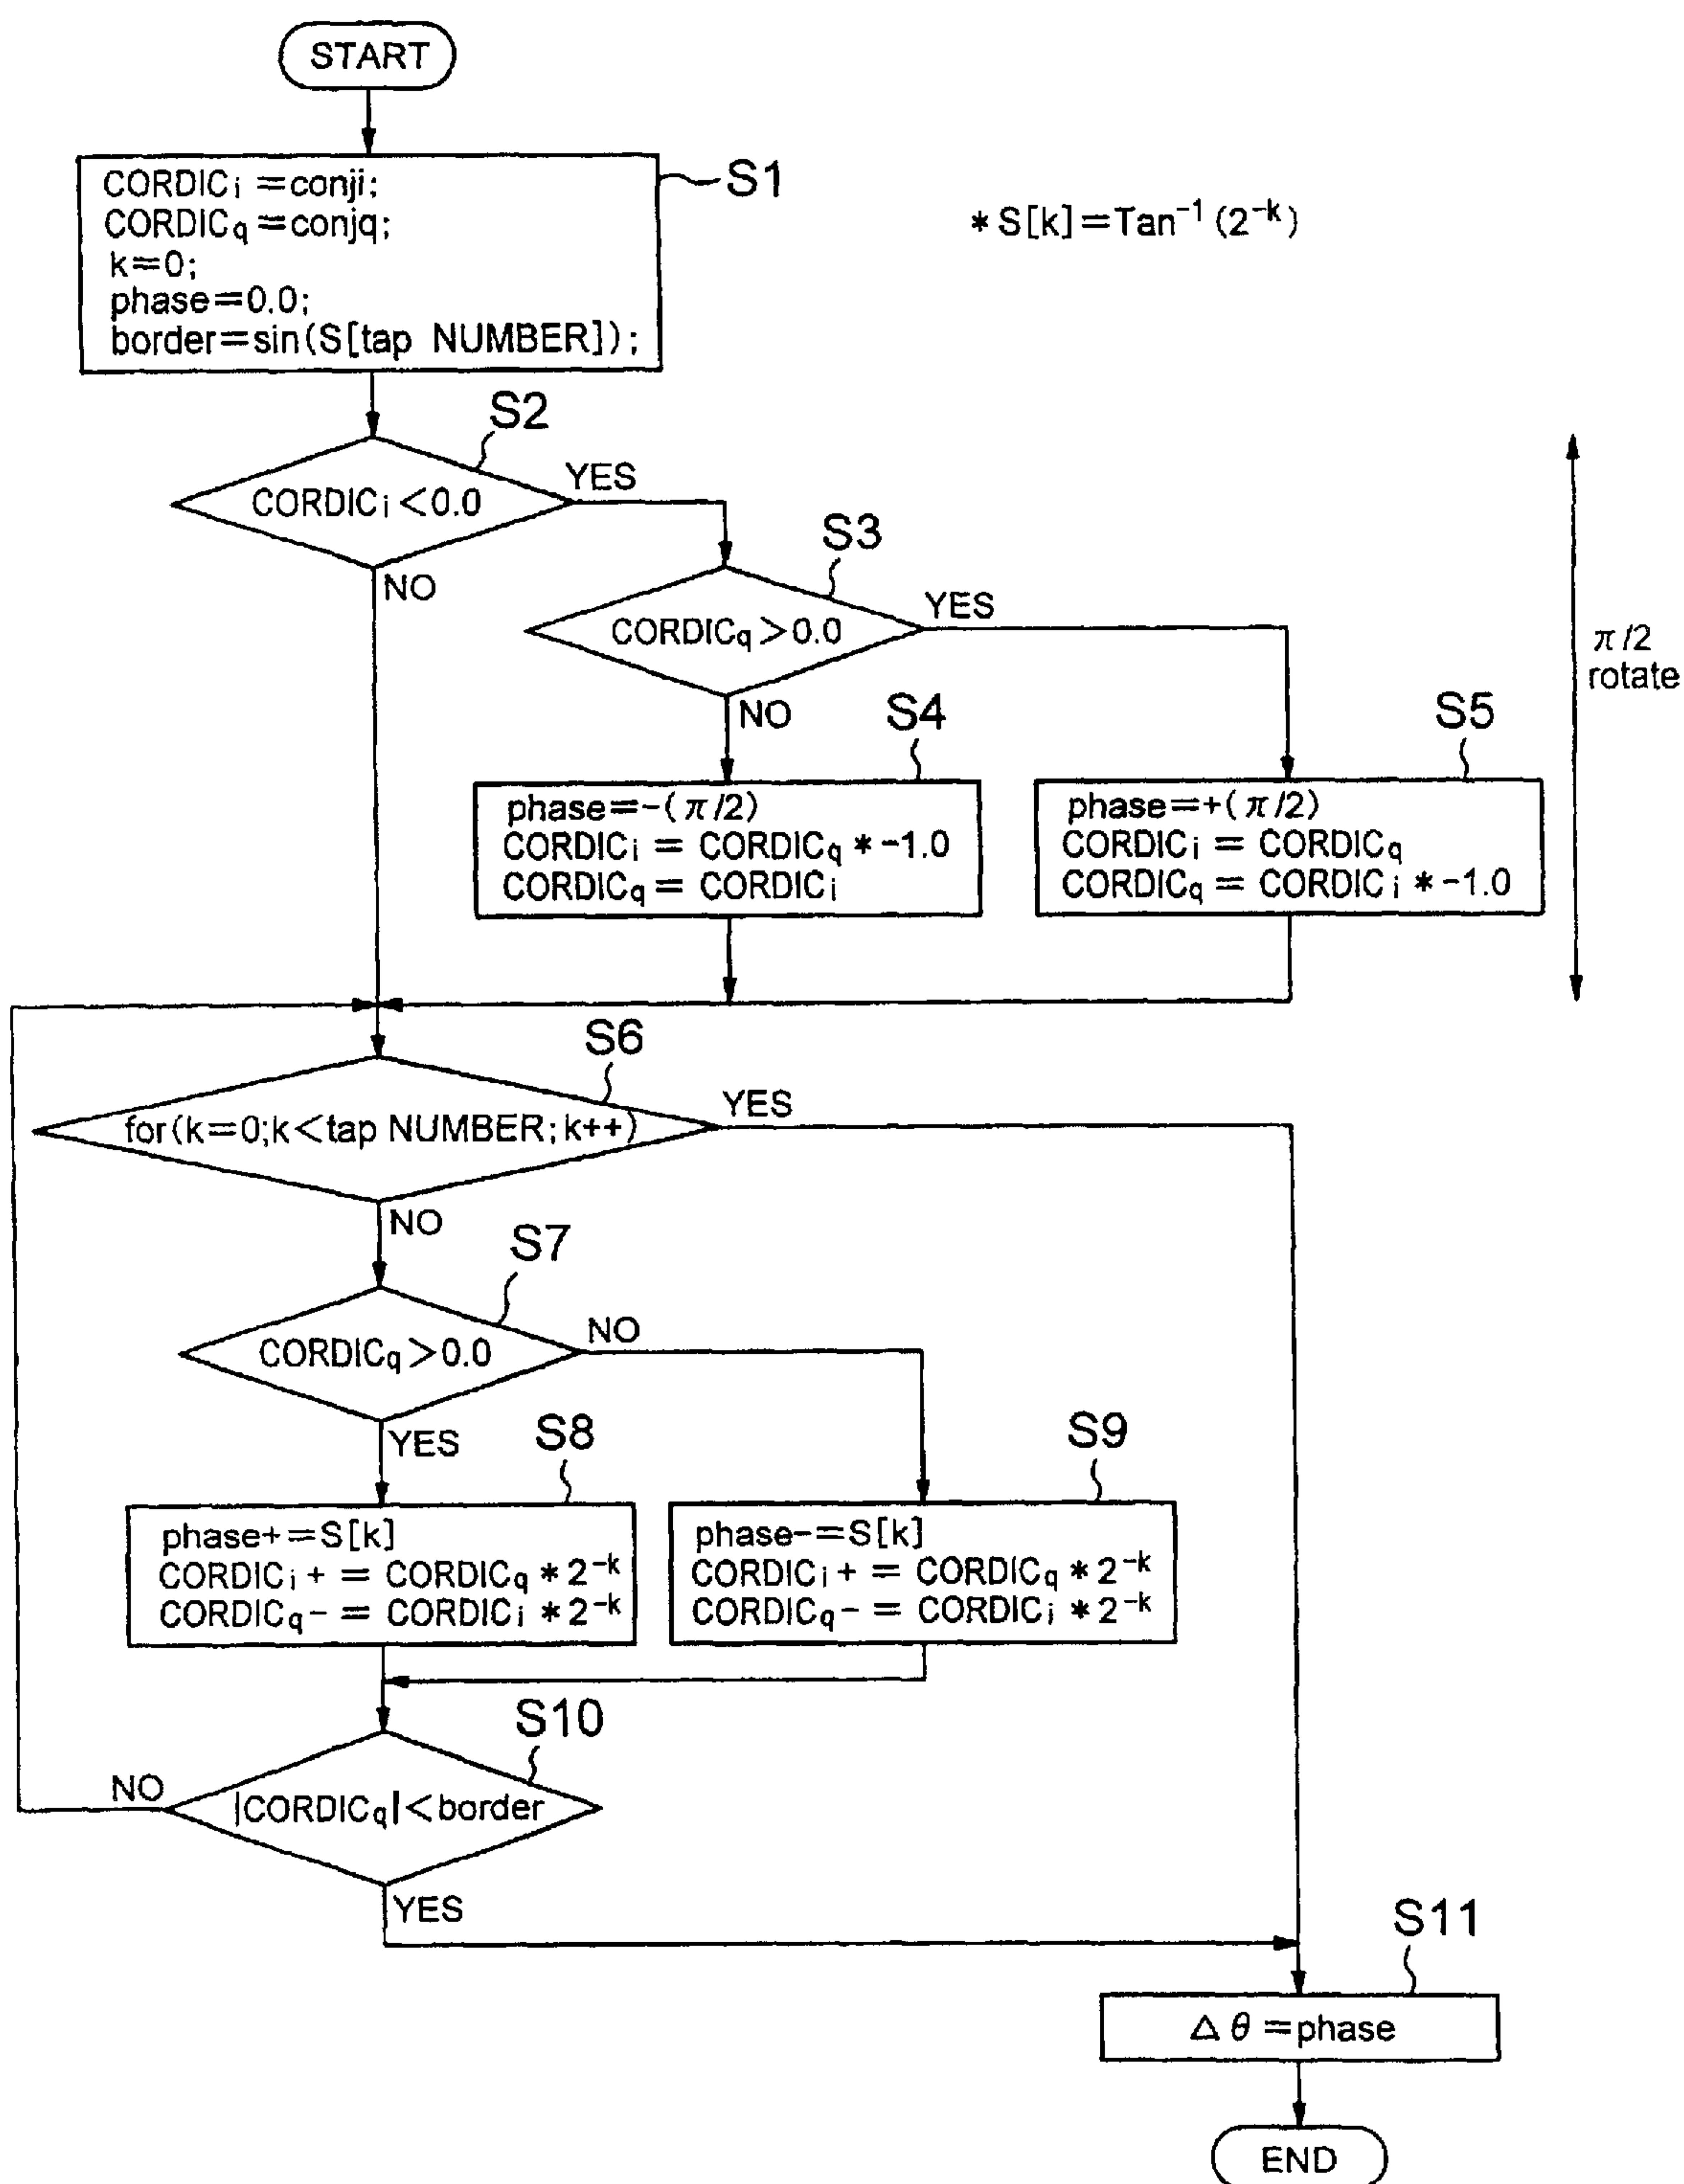 START
CORDICi =conji;
S1
CORDICq =conjq;
* S[k]=Tan⁻¹ (2⁻ᵏ)
k=0;
phase=0.0;
border=sin(S[tap NUMBER]);
S2
CORDICi <0.0
YES
NO
S3
CORDICq >0.0
YES
NO
π/2
rotate
S4
phase=-(π/2)
CORDICi = CORDICq * -1.0
CORDICq = CORDICi
S5
phase=+(π/2)
CORDICi = CORDICq
CORDICq = CORDICi * -1.0
S6
for(k=0;k<tap NUMBER;k++)
YES
NO
S7
CORDICq >0.0
NO
YES
S8
phase+=S[k]
CORDICi + = CORDICq * 2⁻ᵏ
CORDICq - = CORDICi * 2⁻ᵏ
S9
phase-=S[k]
CORDICi + = CORDICq * 2⁻ᵏ
CORDICq - = CORDICi * 2⁻ᵏ
S10
NO
|CORDICq|<border
YES
S11
△θ =phase
END